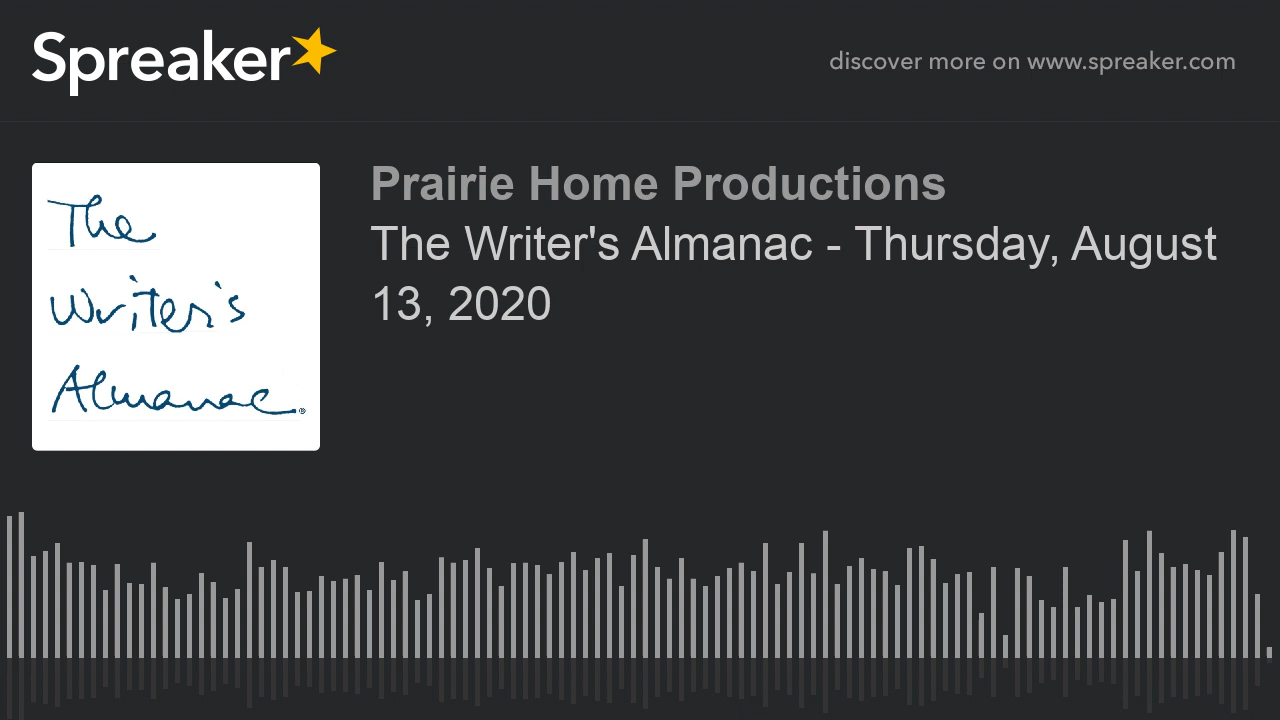 Spreaker
discover more on www.spreaker.com
The
Writer's
Almanac®
Prairie Home Productions
The Writer's Almanac - Thursday, August
13, 2020